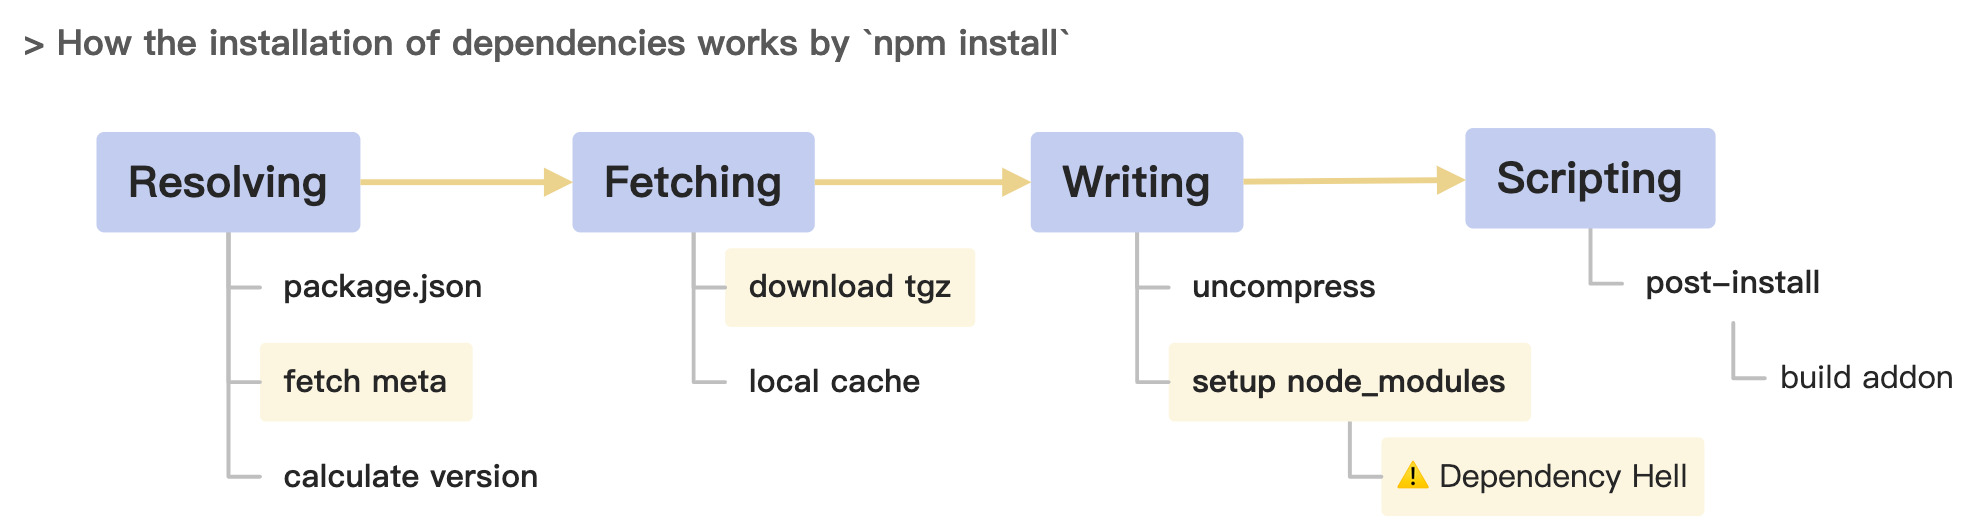 > How the installation of dependencies works by `npm install`
Resolving
Fetching
Writing
Scripting
package.json
fetch meta
calculate version
download tgz
local cache
uncompress
setup node_modules
Dependency Hell
post-install
build addon